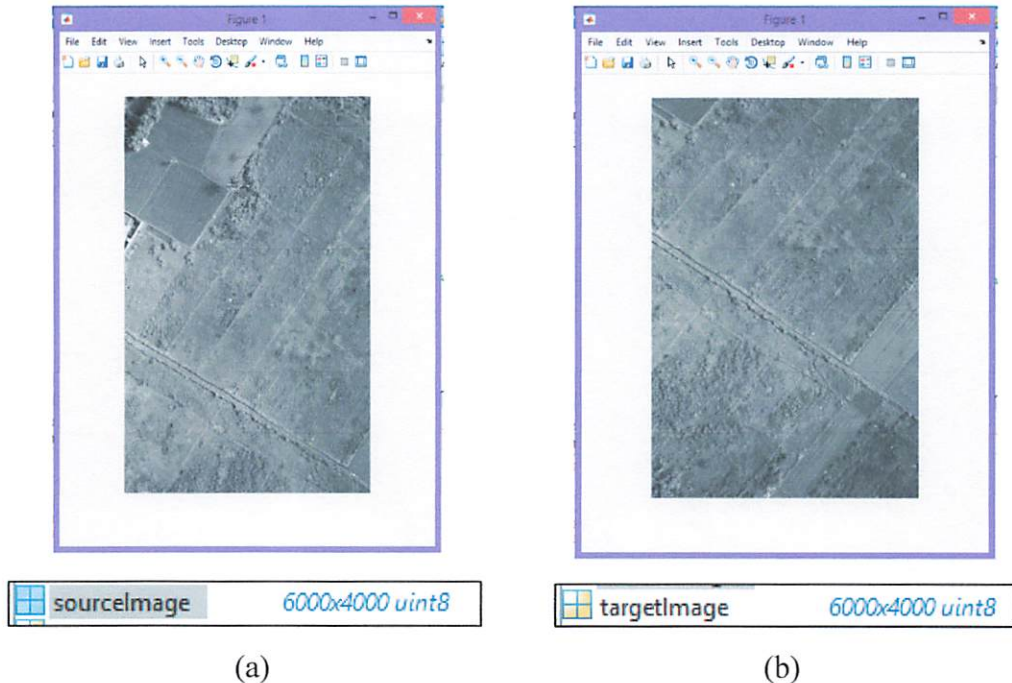 Figure 1
File Edit View Insert Tools Desktop Window Help
Figure 1
File Edit View Insert Tools Desktop Window Help
sourceImage 6000x4000 uint8
targetImage 6000x4000 uint8
(a)
(b)